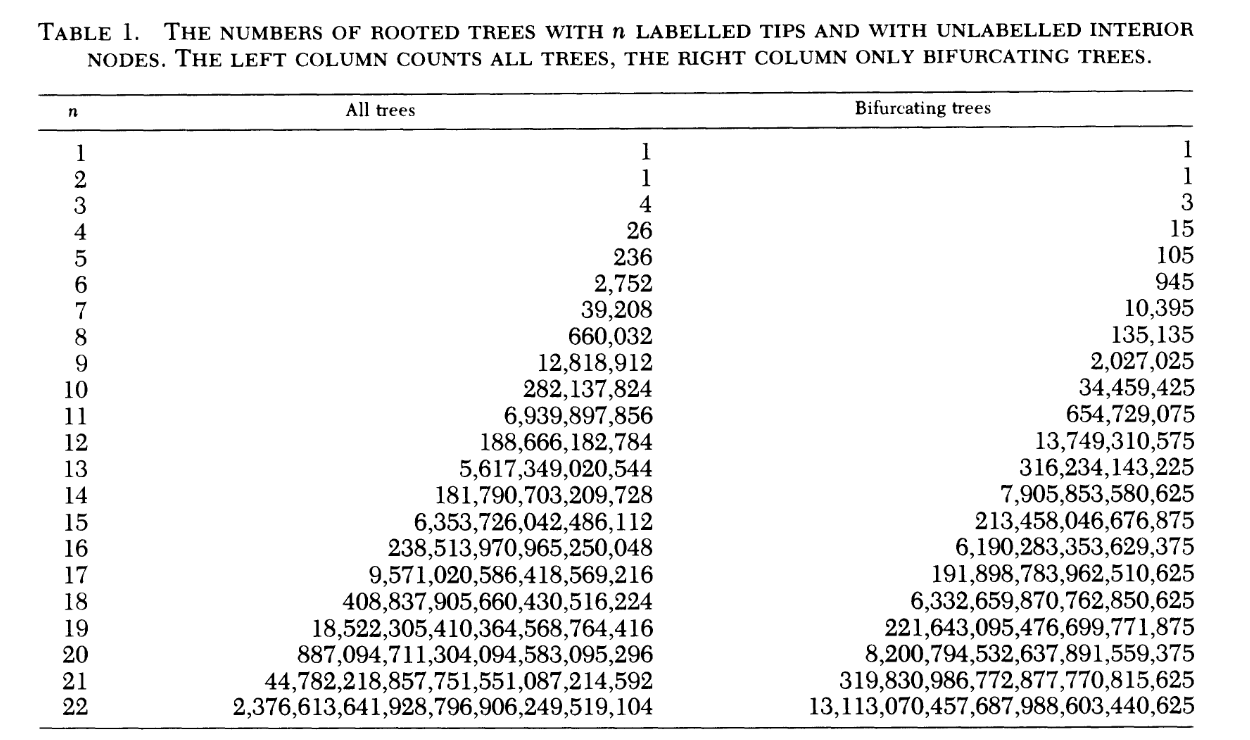 TABLE 1. THE NUMBERS OF ROOTED TREES WITH n LABELLED TIPS AND WITH UNLABELLED INTERIOR
NODES. THE LEFT COLUMN COUNTS ALL TREES, THE RIGHT COLUMN ONLY BIFURCATING TREES.
n All trees Bifurcating trees
1 1 1
2 1 1
3 4 3
4 26 15
5 236 105
6 2,752 945
7 39,208 10,395
8 660,032 135,135
9 12,818,912 2,027,025
10 282,137,824 34,459,425
11 6,939,897,856 654,729,075
12 188,666,182,784 13,749,310,575
13 5,617,349,020,544 316,234,143,225
14 181,790,703,209,728 7,905,853,580,625
15 6,353,726,042,486,112 213,458,046,676,875
16 238,513,970,965,250,048 6,190,283,353,629,375
17 9,571,020,586,418,569,216 191,898,783,962,510,625
18 408,837,905,660,430,516,224 6,332,659,870,762,850,625
19 18,522,305,410,364,568,764,416 221,643,095,476,699,771,875
20 887,094,711,304,094,583,095,296 8,200,794,532,637,891,559,375
21 44,782,218,857,751,551,087,214,592 319,830,986,772,877,770,815,625
22 2,376,613,641,928,796,906,249,519,104 13,113,070,457,687,988,603,440,625